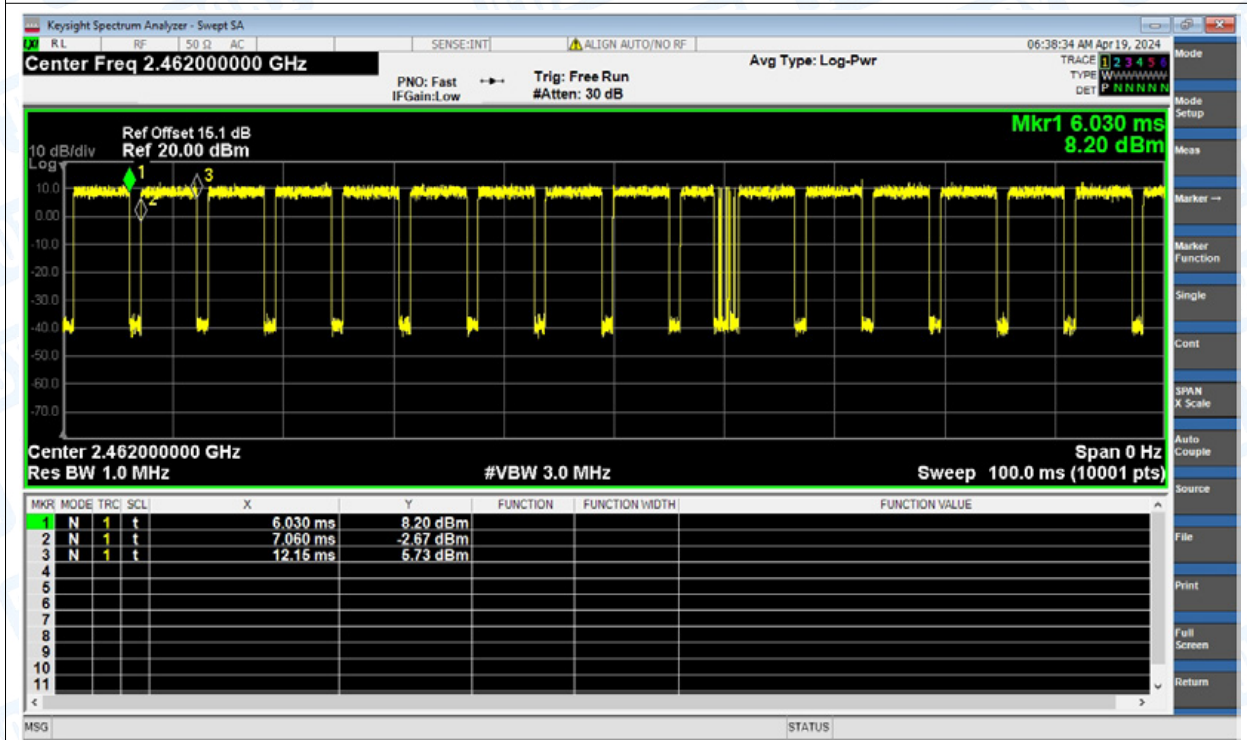 Keysight Spectrum Analyzer - Swept SA
RL RF 50 Ω AC SENSE:INT ALIGN AUTO/NO RF 06:38:34 AM Apr 19, 2024
Center Freq 2.462000000 GHz
PNO: Fast
IFGain:Low
Trig: Free Run
#Atten: 30 dB
Avg Type: Log-Pwr
TRACE 1 2 3 4 5 6
TYPE W
DET P N N N N N
Ref Offset 15.1 dB
10 dB/div Ref 20.00 dBm
Log
Mkr1 6.030 ms
8.20 dBm
1
2
3
10.0
0.00
-10.0
-20.0
-30.0
-40.0
-50.0
-60.0
-70.0
Center 2.462000000 GHz Span 0 Hz
Res BW 1.0 MHz #VBW 3.0 MHz Sweep 100.0 ms (10001 pts)
MKR MODE TRC SCL X Y FUNCTION FUNCTION WIDTH FUNCTION VALUE
1 N 1 t 6.030 ms 8.20 dBm
2 N 1 t 7.060 ms -2.67 dBm
3 N 1 t 12.15 ms 5.73 dBm
4
5
6
7
8
9
10
11
MSG STATUS
Mode
Mode
Setup
Meas
Marker →
Marker
Function
Single
Cont
SPAN
X Scale
Auto
Couple
Source
File
Print
Full
Screen
Return